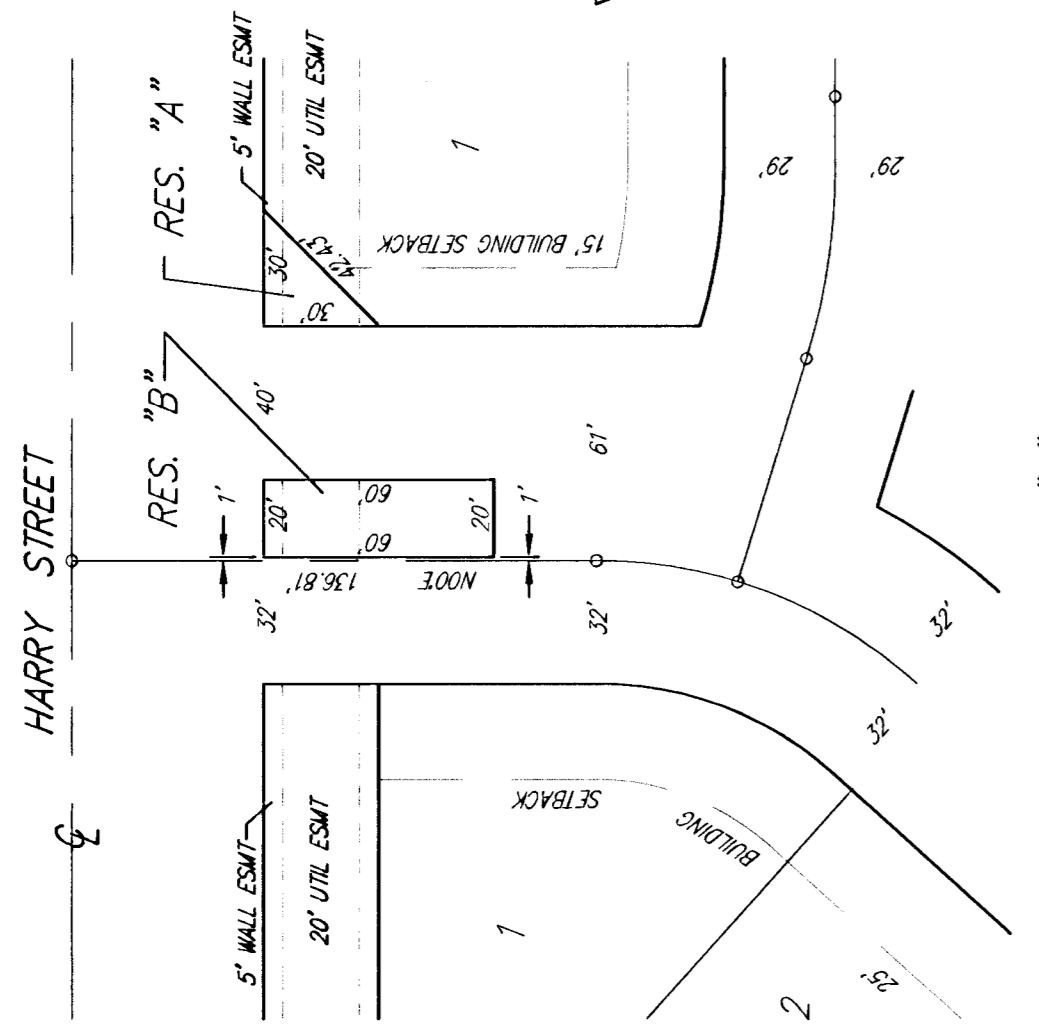 HARRY STREET
℄
RES. "A"
RES. "B"
5' WALL ESMT
20' UTIL ESMT
1
30'
30'
42.43'
15' BUILDING SETBACK
29'
29'
40'
1'
20'
60'
60'
20'
1'
61'
N00'E
136.81'
32'
32'
32'
32'
5' WALL ESMT
20' UTIL ESMT
1
BUILDING SETBACK
2
25'